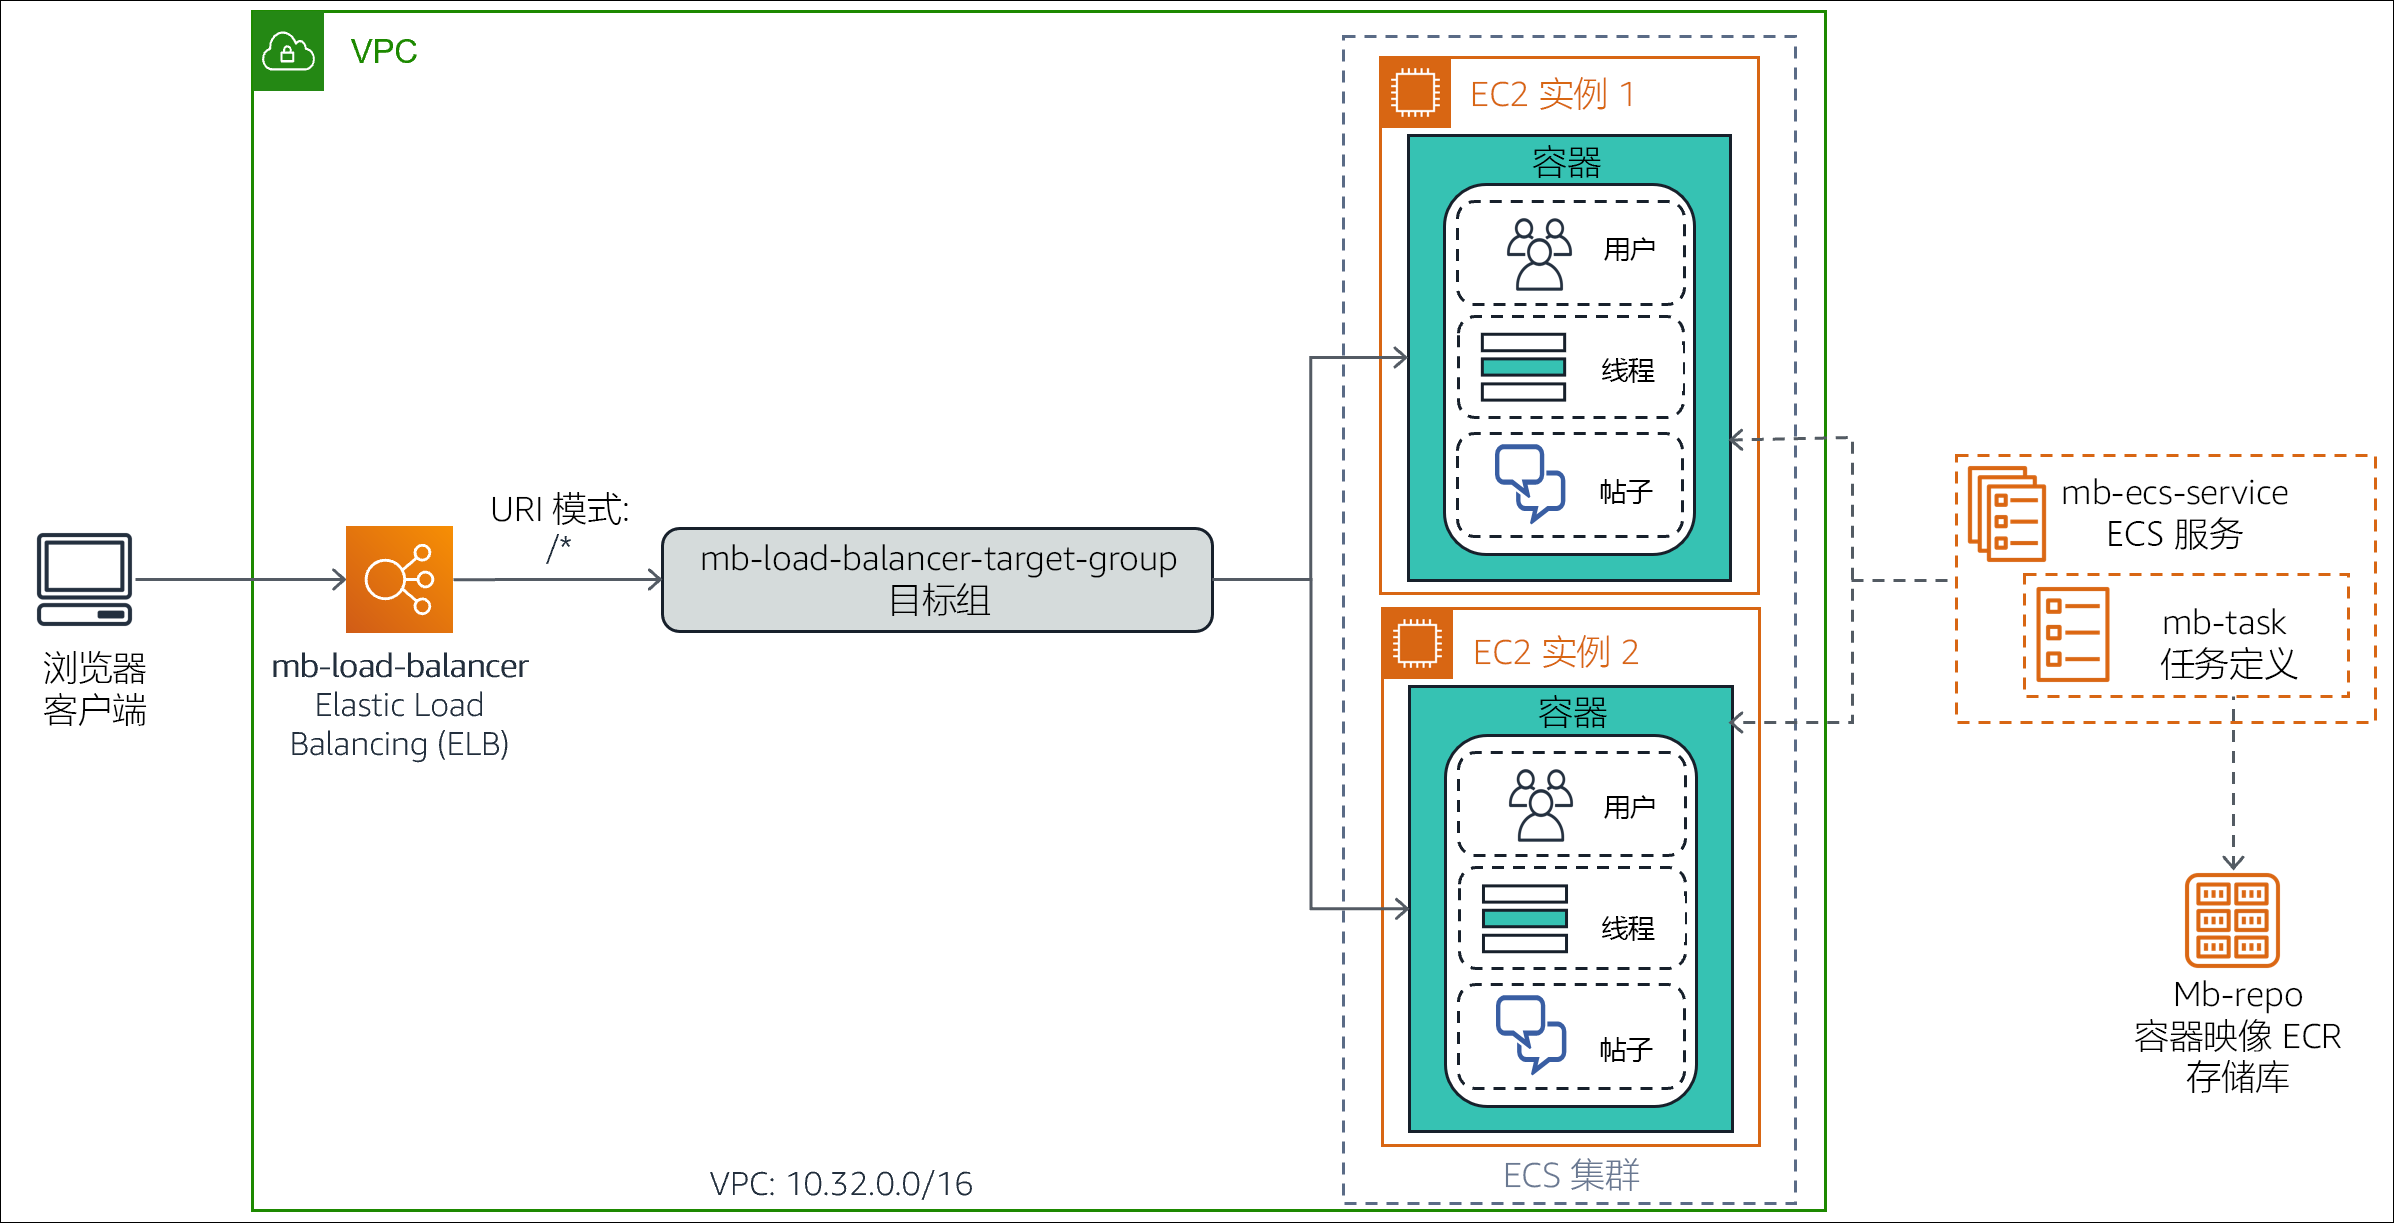 VPC
浏览器
客户端
mb-load-balancer
Elastic Load
Balancing (ELB)
URI 模式:
/*
mb-load-balancer-target-group
目标组
EC2 实例 1
容器
用户
线程
帖子
EC2 实例 2
容器
用户
线程
帖子
ECS 集群
VPC: 10.32.0.0/16
mb-ecs-service
ECS 服务
mb-task
任务定义
Mb-repo
容器映像 ECR
存储库